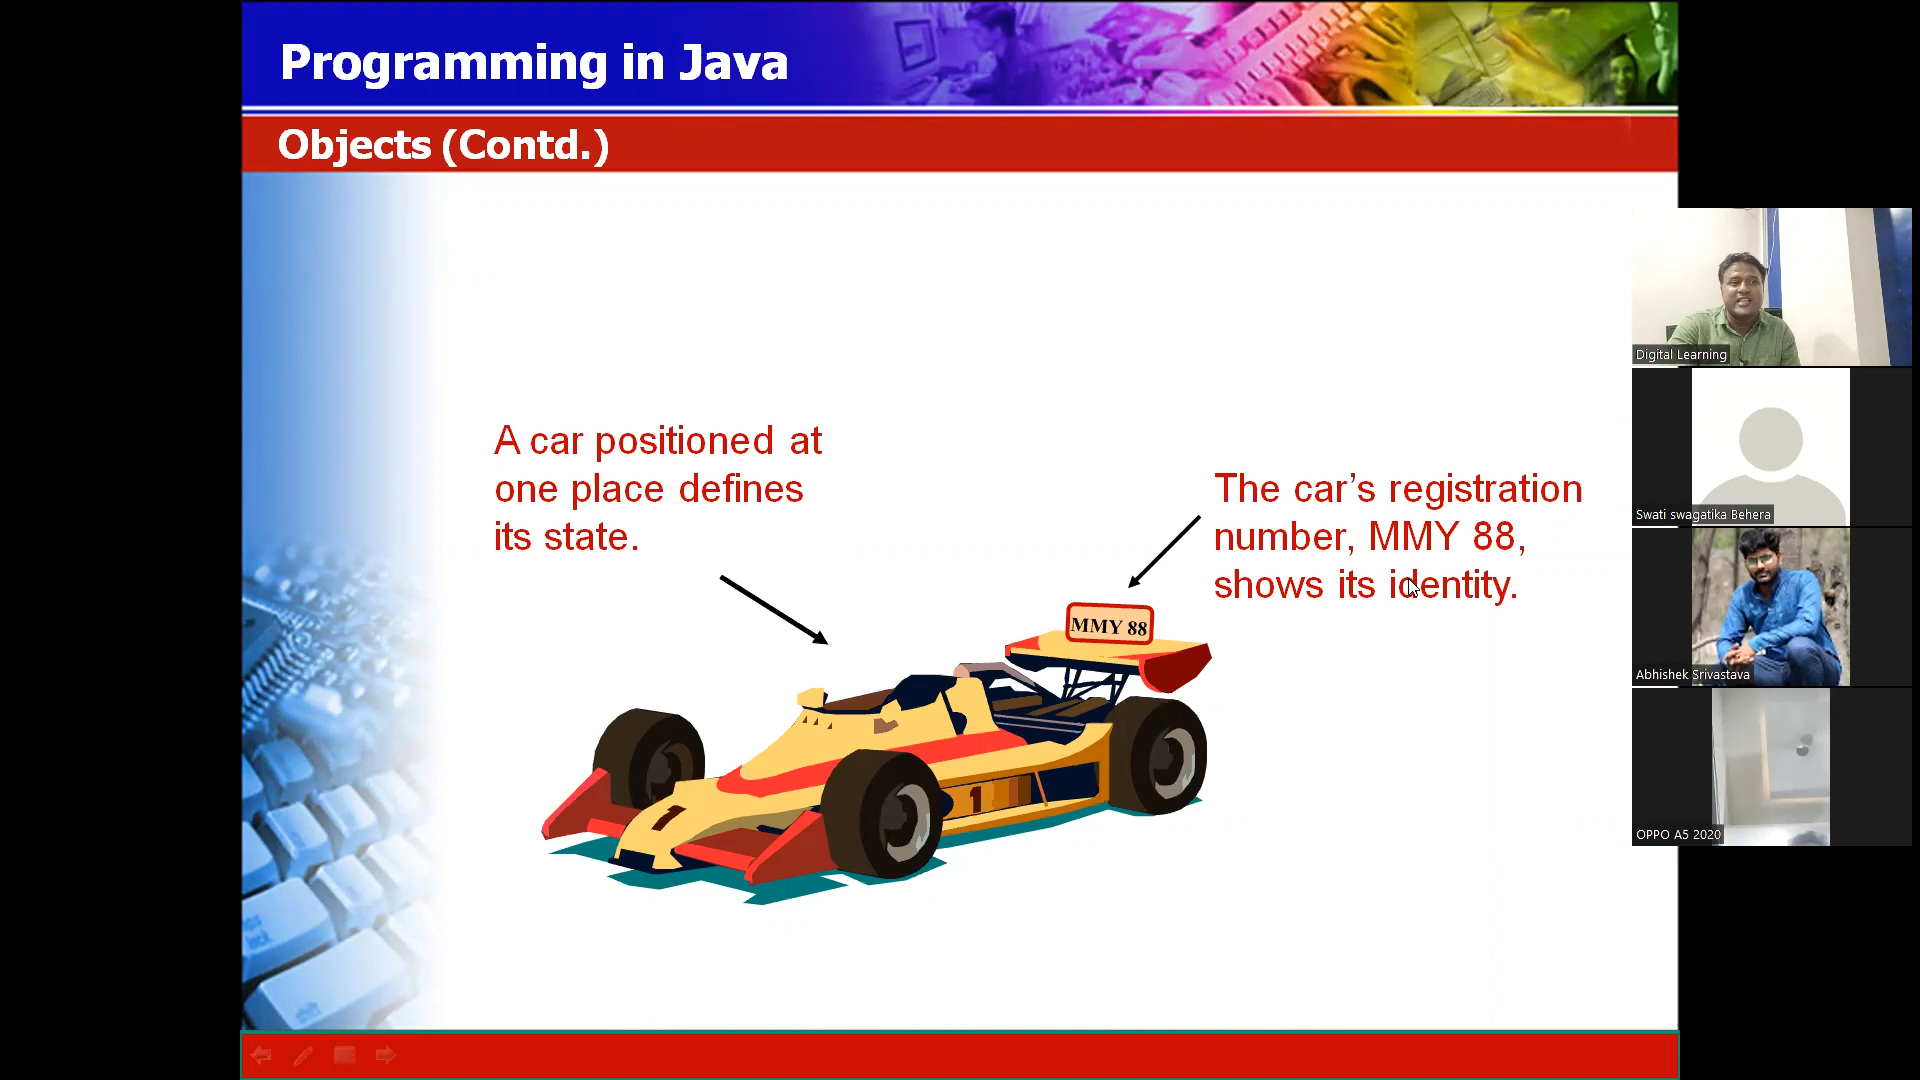 Programming in Java
Objects (Contd.)
A car positioned at
one place defines
its state.
The car’s registration
number, MMY 88,
shows its identity.
MMY 88
1
1
Digital Learning
Swati swagatika Behera
Abhishek Srivastava
OPPO A5 2020